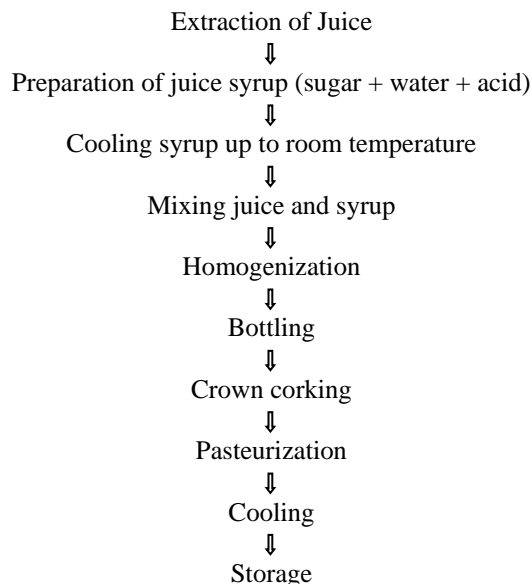 Extraction of Juice
⇓
Preparation of juice syrup (sugar + water + acid)
⇓
Cooling syrup up to room temperature
⇓
Mixing juice and syrup
⇓
Homogenization
⇓
Bottling
⇓
Crown corking
⇓
Pasteurization
⇓
Cooling
⇓
Storage